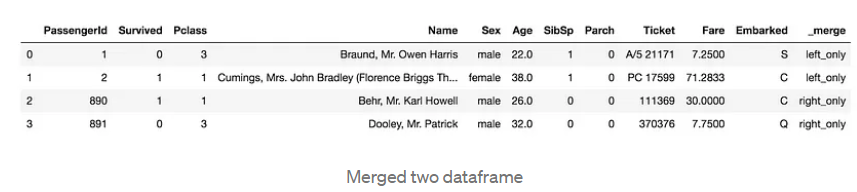 PassengerId Survived Pclass Name Sex Age SibSp Parch Ticket Fare Embarked _merge
0 1 0 3 Braund, Mr. Owen Harris male 22.0 1 0 A/5 21171 7.2500 S left_only
1 2 1 1 Cumings, Mrs. John Bradley (Florence Briggs Th... female 38.0 1 0 PC 17599 71.2833 C left_only
2 890 1 1 Behr, Mr. Karl Howell male 26.0 0 0 111369 30.0000 C right_only
3 891 0 3 Dooley, Mr. Patrick male 32.0 0 0 370376 7.7500 Q right_only
Merged two dataframe